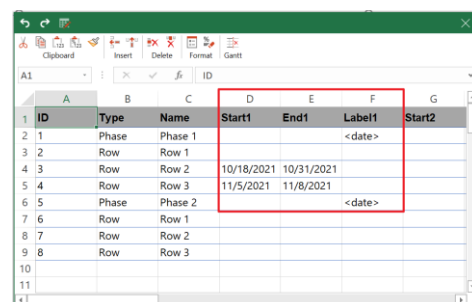 Clipboard Insert Delete Format Gantt
A1 fx ID
A B C D E F G
1 ID Type Name Start1 End1 Label1 Start2
2 1 Phase Phase 1 <date>
3 2 Row Row 1
4 3 Row Row 2 10/18/2021 10/31/2021
5 4 Row Row 3 11/5/2021 11/8/2021
6 5 Phase Phase 2 <date>
7 6 Row Row 1
8 7 Row Row 2
9 8 Row Row 3
10
11